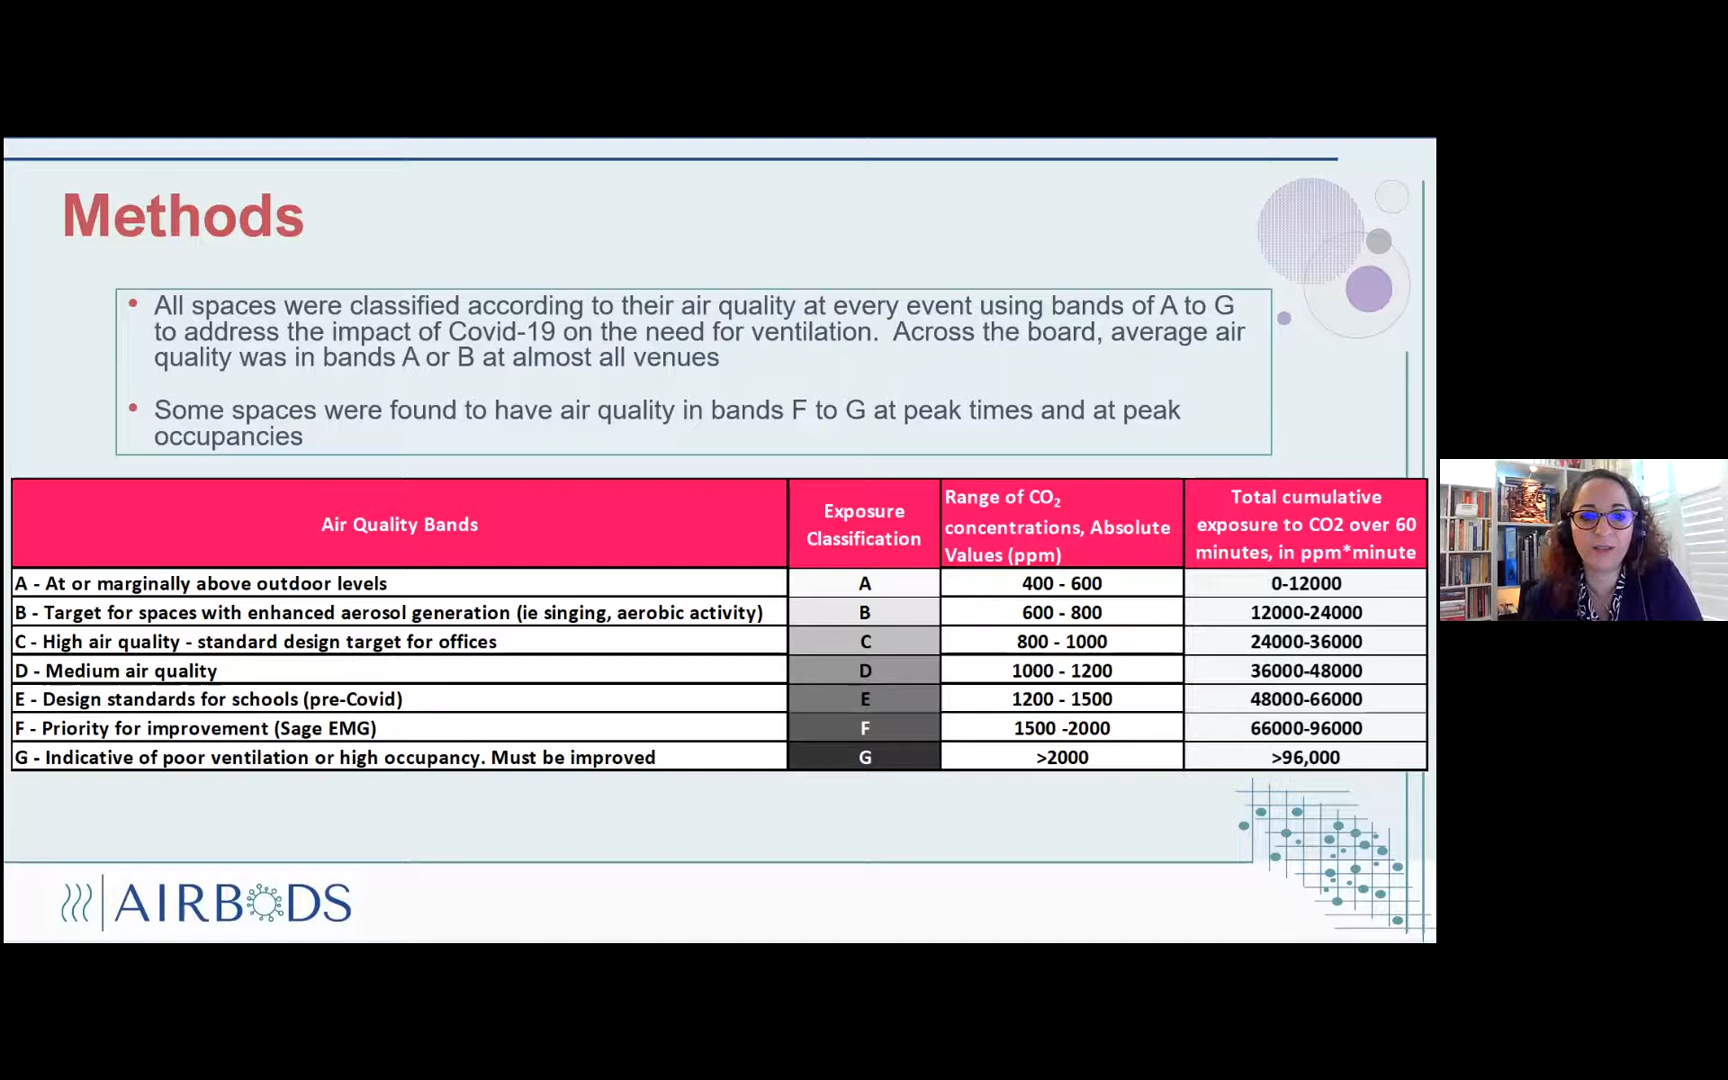 Methods
• All spaces were classified according to their air quality at every event using bands of A to G
to address the impact of Covid-19 on the need for ventilation.  Across the board, average air
quality was in bands A or B at almost all venues
• Some spaces were found to have air quality in bands F to G at peak times and at peak
occupancies
Air Quality Bands
Exposure
Classification
Range of CO₂
concentrations, Absolute
Values (ppm)
Total cumulative
exposure to CO2 over 60
minutes, in ppm*minute
A - At or marginally above outdoor levels A 400 - 600 0-12000
B - Target for spaces with enhanced aerosol generation (ie singing, aerobic activity) B 600 - 800 12000-24000
C - High air quality - standard design target for offices C 800 - 1000 24000-36000
D - Medium air quality D 1000 - 1200 36000-48000
E - Design standards for schools (pre-Covid) E 1200 - 1500 48000-66000
F - Priority for improvement (Sage EMG) F 1500 -2000 66000-96000
G - Indicative of poor ventilation or high occupancy. Must be improved G >2000 >96,000
AIRBODS